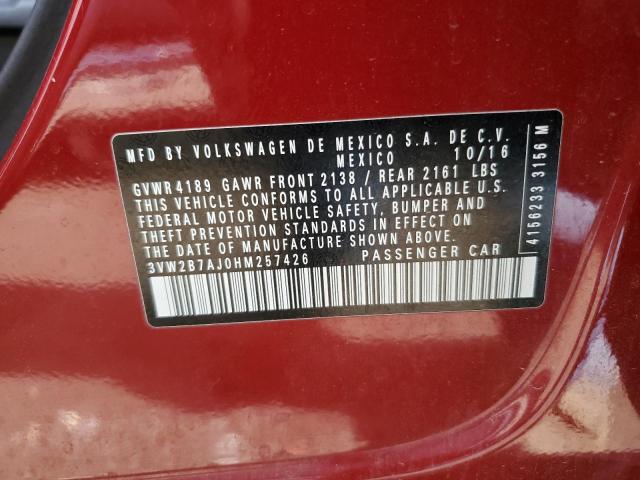 MFD BY VOLKSWAGEN DE MEXICO S.A. DE C.V.
MEXICO 10/16
GVWR 4189 GAWR FRONT 2138 / REAR 2161 LBS
THIS VEHICLE CONFORMS TO ALL APPLICABLE U.S.
FEDERAL MOTOR VEHICLE SAFETY, BUMPER AND
THEFT PREVENTION STANDARDS IN EFFECT ON
THE DATE OF MANUFACTURE SHOWN ABOVE.
3VW2B7AJ0HM257426 PASSENGER CAR
4156233 3156 M